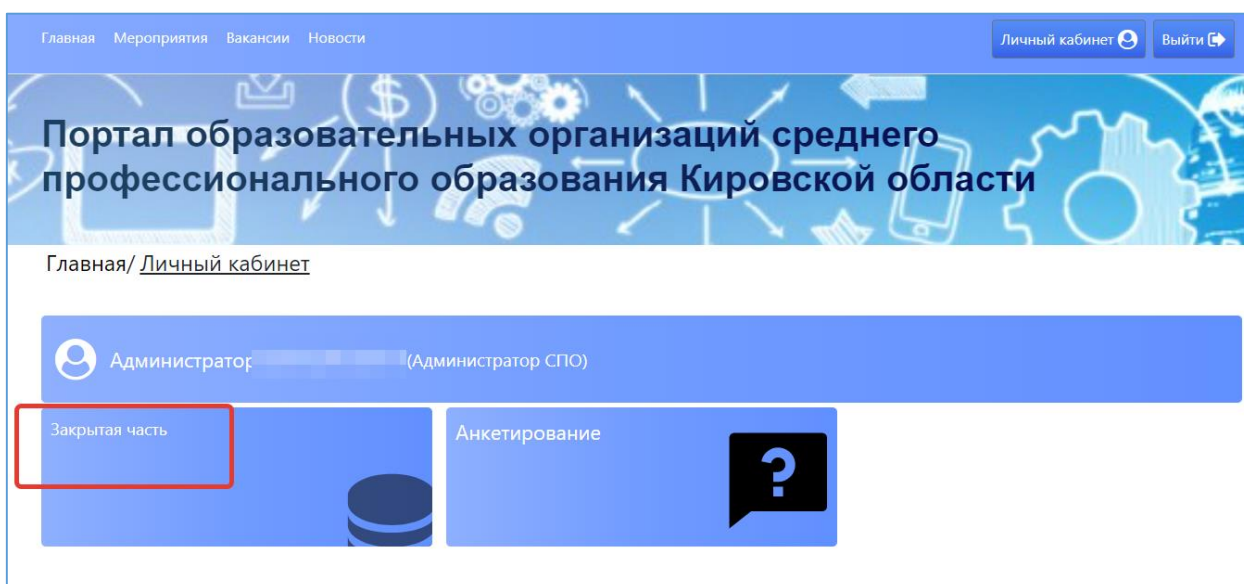 Главная Мероприятия Вакансии Новости Личный кабинет Выйти
Портал образовательных организаций среднего
профессионального образования Кировской области
Главная/ Личный кабинет
Администратор (Администратор СПО)
Закрытая часть Анкетирование